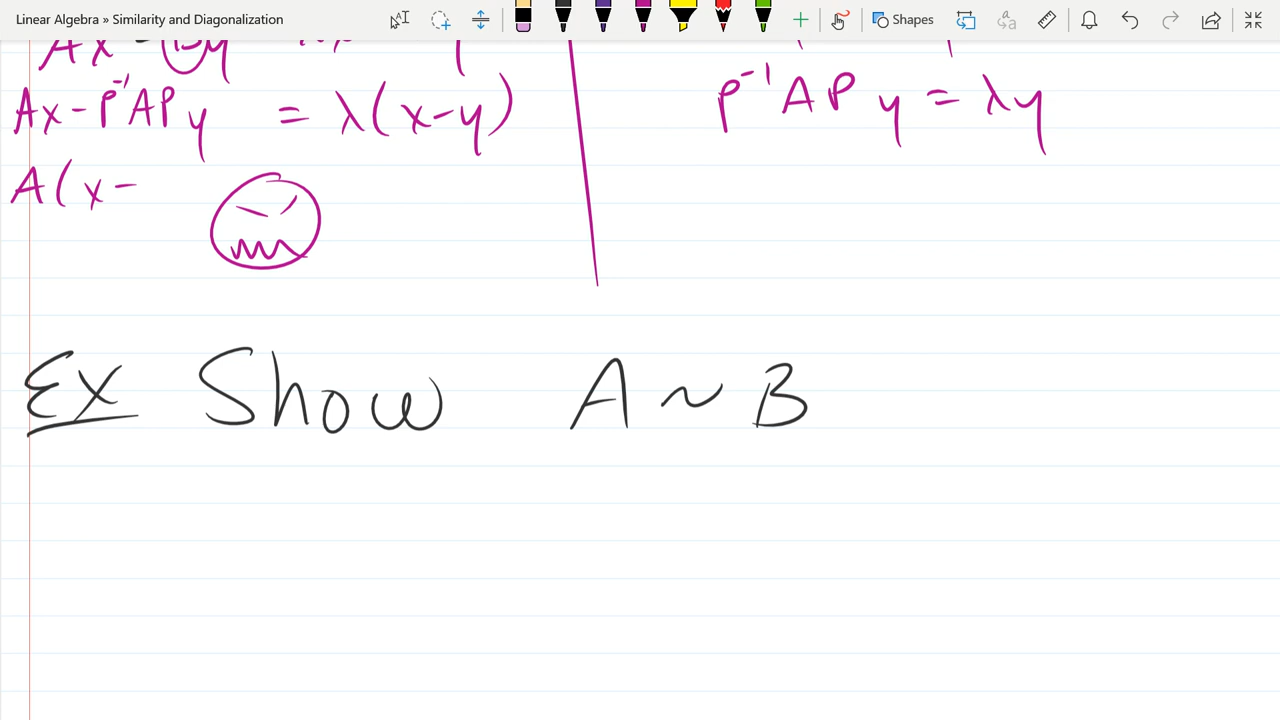 Linear Algebra » Similarity and Diagonalization
Shapes
Ax - P⁻¹APy = λ(x-y)
P⁻¹APy = λy
A(x-
Ex Show A ~ B